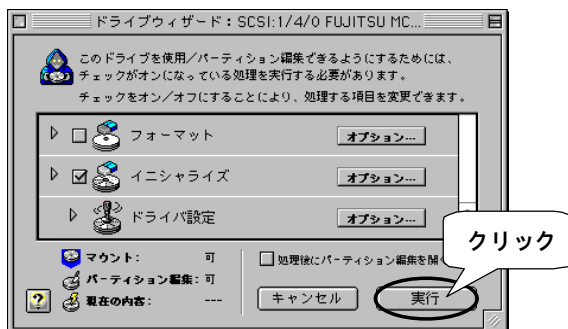 ドライブウィザード：SCSI:1/4/0 FUJITSU MC...
このドライブを使用／パーティション編集できるようにするためには、
チェックがオンになっている処理を実行する必要があります。
チェックをオン／オフにすることにより、処理する項目を変更できます。
フォーマット
オプション...
イニシャライズ
オプション...
ドライバ設定
オプション...
クリック
マウント： 可
処理後にパーティション編集を開
パーティション編集：可
現在の内容： ---
?
キャンセル
実行